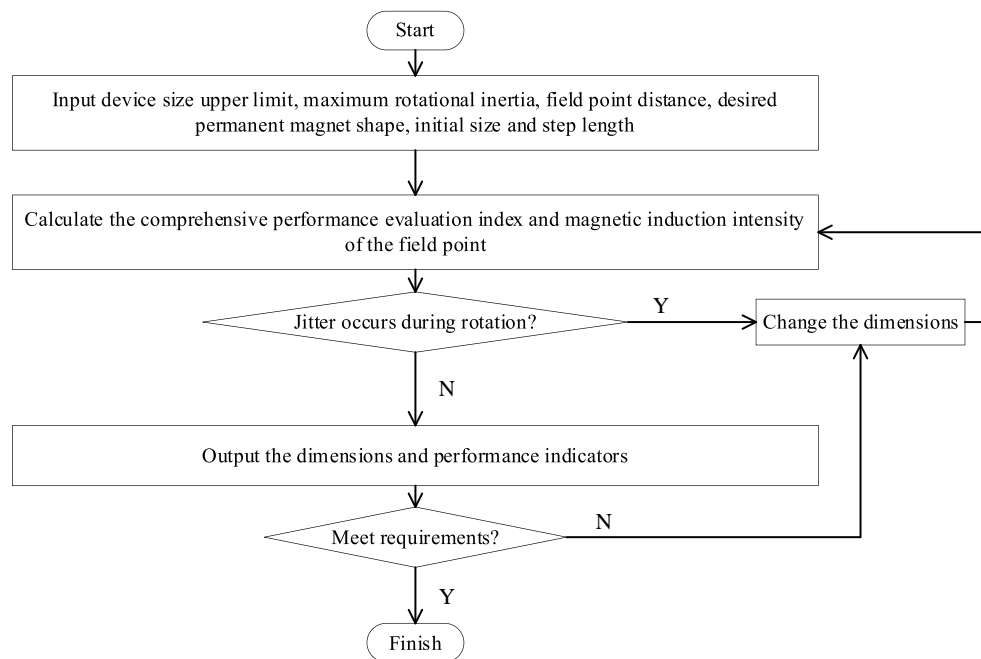 Start
Input device size upper limit, maximum rotational inertia, field point distance, desired
permanent magnet shape, initial size and step length
Calculate the comprehensive performance evaluation index and magnetic induction intensity
of the field point
Jitter occurs during rotation?
Y
Change the dimensions
N
Output the dimensions and performance indicators
Meet requirements?
N
Y
Finish